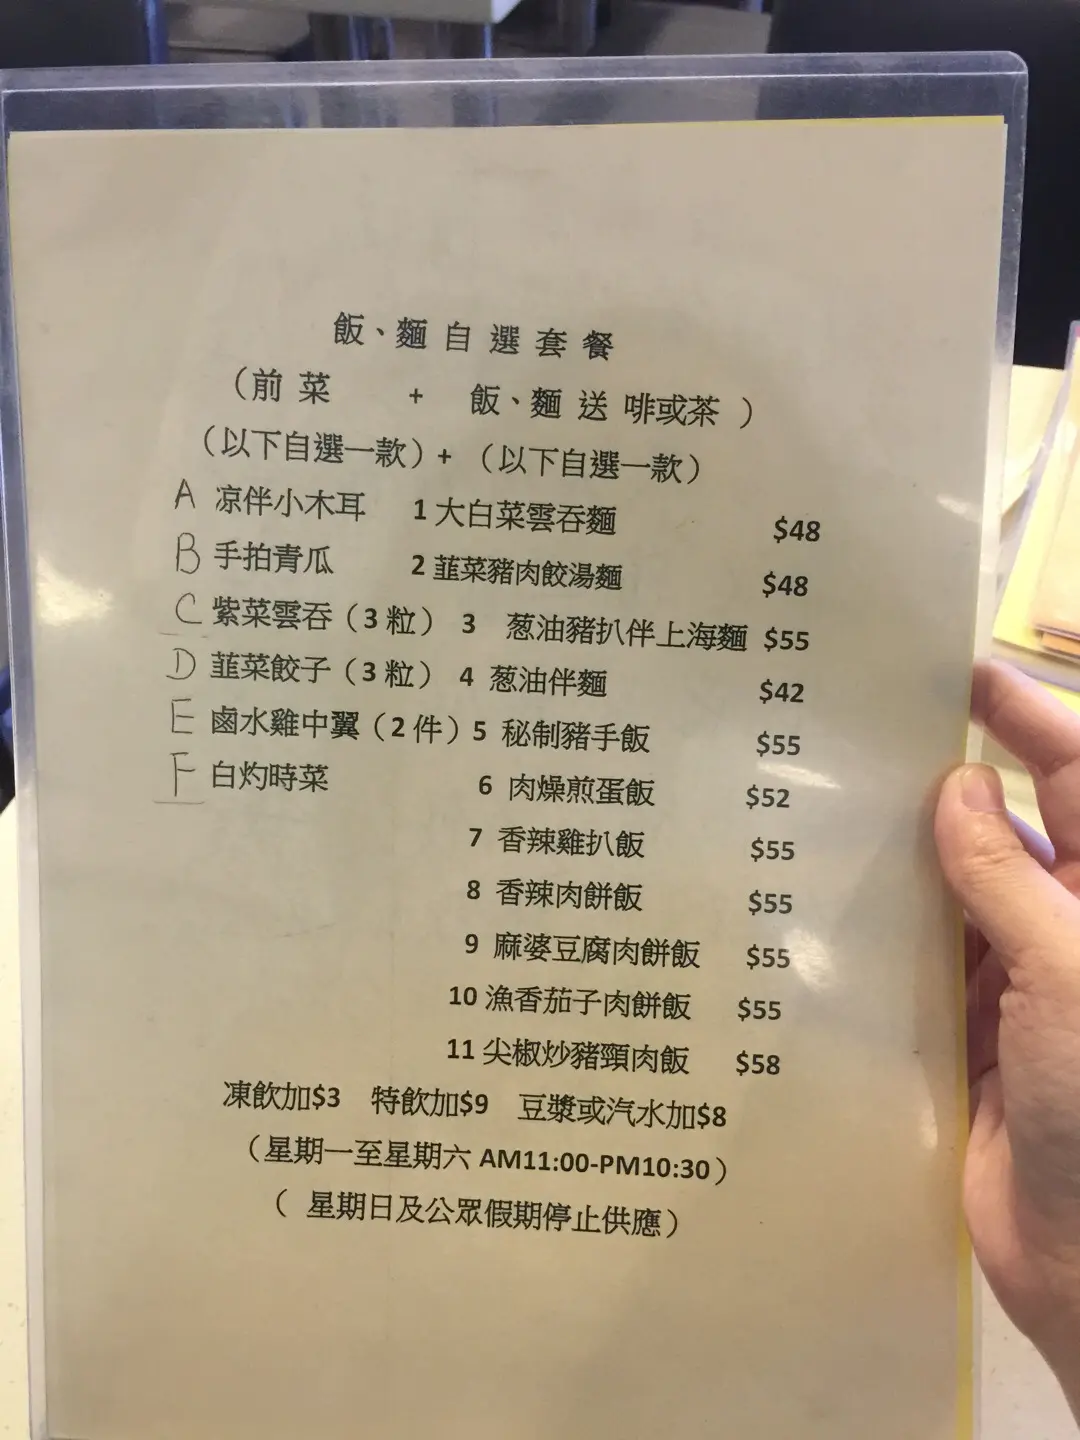 飯、麵 自 選 套 餐
（前 菜 + 飯、麵 送 啡或茶 ）
（以下自選一款）+ （以下自選一款）
A 凉伴小木耳 1 大白菜雲吞麵 $48
B 手拍青瓜 2 韮菜豬肉餃湯麵 $48
C 紫菜雲吞（3 粒） 3 葱油豬扒伴上海麵 $55
D 韮菜餃子（3 粒） 4 葱油伴麵 $42
E 鹵水雞中翼（2 件）5 秘制豬手飯 $55
F 白灼時菜 6 肉燥煎蛋飯 $52
7 香辣雞扒飯 $55
8 香辣肉餅飯 $55
9 麻婆豆腐肉餅飯 $55
10 漁香茄子肉餅飯 $55
11 尖椒炒豬頸肉飯 $58
凍飲加$3 特飲加$9 豆漿或汽水加$8
（星期一至星期六 AM11:00-PM10:30）
（ 星期日及公眾假期停止供應）